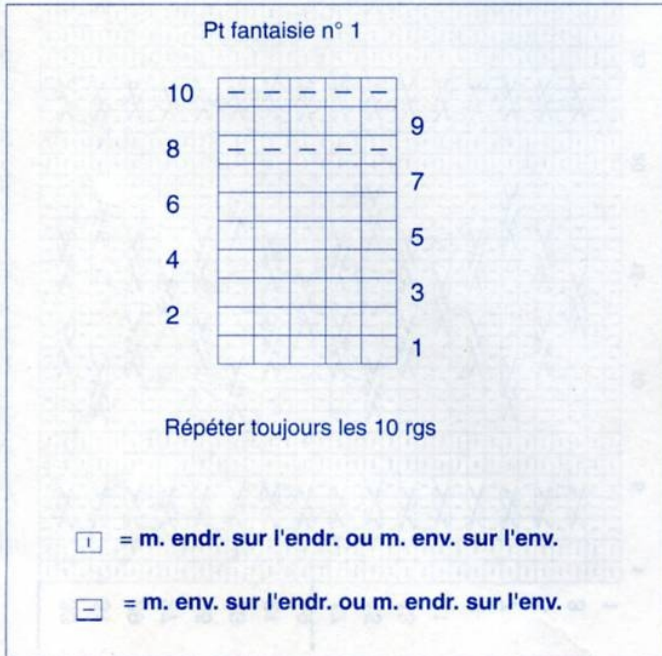 Pt fantaisie n° 1
10
9
8
7
6
5
4
3
2
1
Répéter toujours les 10 rgs
= m. endr. sur l'endr. ou m. env. sur l'env.
= m. env. sur l'endr. ou m. endr. sur l'env.